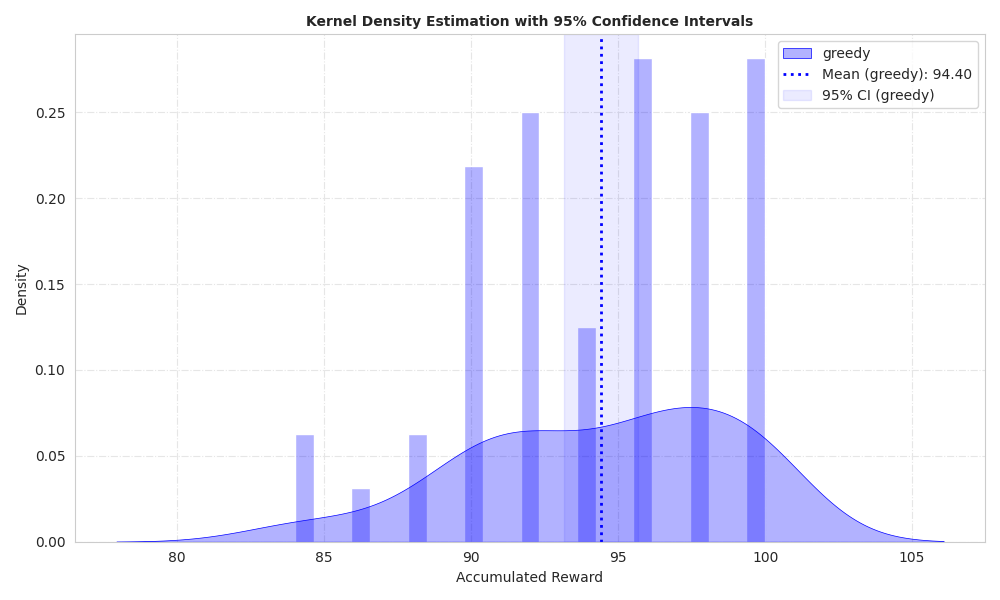 Kernel Density Estimation with 95% Confidence Intervals
greedy
Mean (greedy): 94.40
95% CI (greedy)
Density
0.25
0.20
0.15
0.10
0.05
0.00
80 85 90 95 100 105
Accumulated Reward